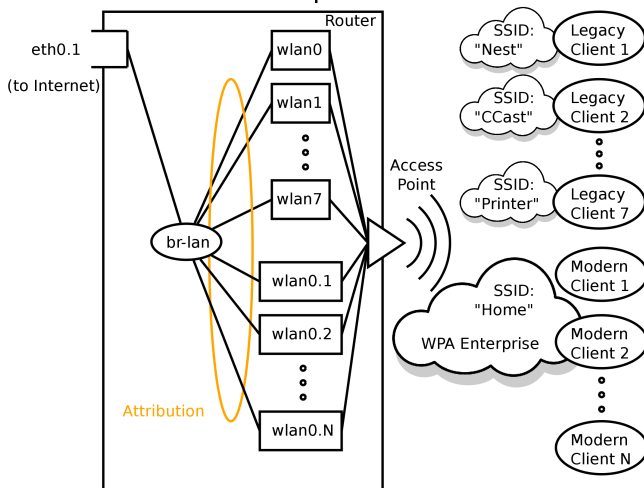 Router
eth0.1
(to Internet)
wlan0
wlan1
wlan7
br-lan
wlan0.1
wlan0.2
wlan0.N
Attribution
Access
Point
SSID:
"Nest"
Legacy
Client 1
SSID:
"CCast"
Legacy
Client 2
SSID:
"Printer"
Legacy
Client 7
SSID:
"Home"
WPA Enterprise
Modern
Client 1
Modern
Client 2
Modern
Client N